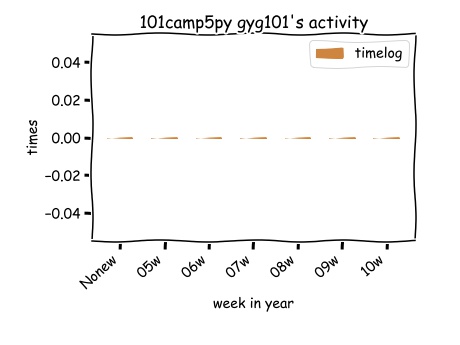 101camp5py gyg101's activity
timelog
0.04
0.02
0.00
−0.02
−0.04
times
Nonew 05w 06w 07w 08w 09w 10w
week in year